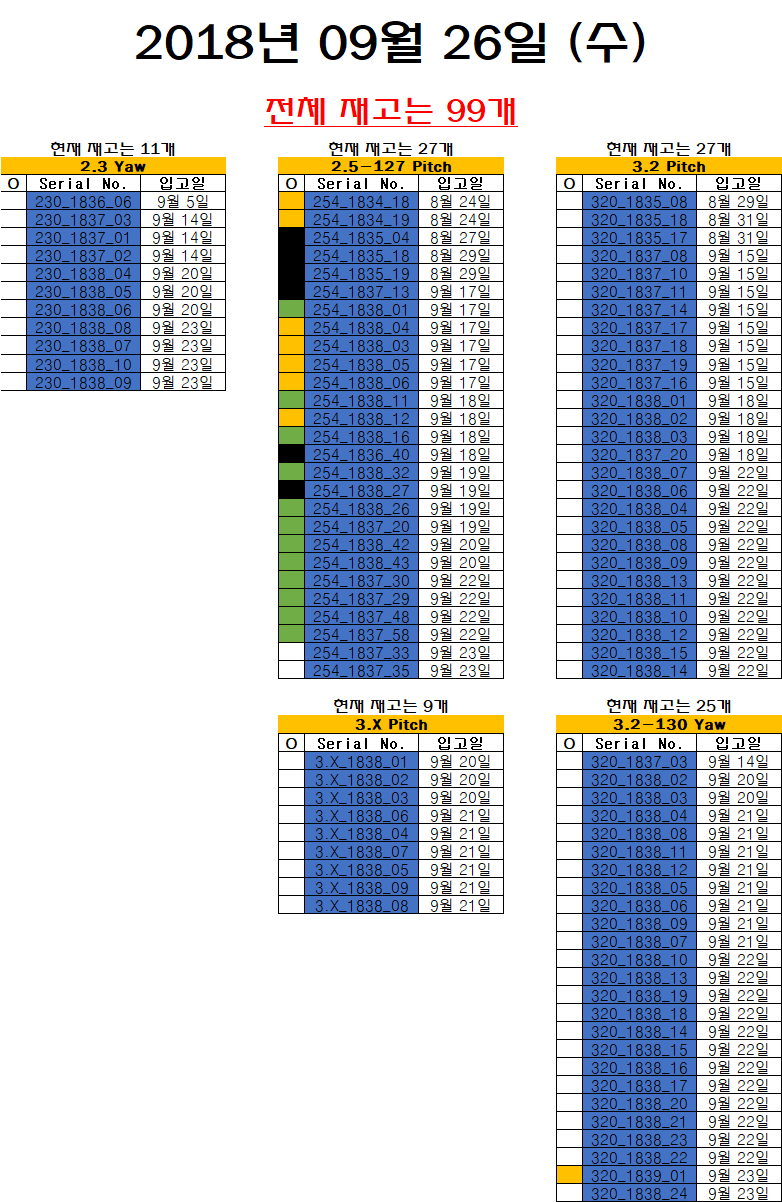 2018년 09월 26일 (수)
전체 재고는 99개
현재 재고는 11개
2.3 Yaw
O Serial No. 입고일
230_1836_06 9월 5일
230_1837_03 9월 14일
230_1837_01 9월 14일
230_1837_02 9월 14일
230_1838_04 9월 20일
230_1838_05 9월 20일
230_1838_06 9월 20일
230_1838_08 9월 23일
230_1838_07 9월 23일
230_1838_10 9월 23일
230_1838_09 9월 23일
현재 재고는 27개
2.5-127 Pitch
O Serial No. 입고일
254_1834_18 8월 24일
254_1834_19 8월 24일
254_1835_04 8월 27일
254_1835_18 8월 29일
254_1835_19 8월 29일
254_1837_13 9월 17일
254_1838_01 9월 17일
254_1838_04 9월 17일
254_1838_03 9월 17일
254_1838_05 9월 17일
254_1838_06 9월 17일
254_1838_11 9월 18일
254_1838_12 9월 18일
254_1838_16 9월 18일
254_1836_40 9월 18일
254_1838_32 9월 19일
254_1838_27 9월 19일
254_1838_26 9월 19일
254_1837_20 9월 19일
254_1838_42 9월 20일
254_1838_43 9월 20일
254_1837_30 9월 22일
254_1837_29 9월 22일
254_1837_48 9월 22일
254_1837_58 9월 22일
254_1837_33 9월 23일
254_1837_35 9월 23일
현재 재고는 27개
3.2 Pitch
O Serial No. 입고일
320_1835_08 8월 29일
320_1835_18 8월 31일
320_1835_17 8월 31일
320_1837_08 9월 15일
320_1837_10 9월 15일
320_1837_11 9월 15일
320_1837_14 9월 15일
320_1837_17 9월 15일
320_1837_18 9월 15일
320_1837_19 9월 15일
320_1837_16 9월 15일
320_1838_01 9월 18일
320_1838_02 9월 18일
320_1838_03 9월 18일
320_1837_20 9월 18일
320_1838_07 9월 22일
320_1838_06 9월 22일
320_1838_04 9월 22일
320_1838_05 9월 22일
320_1838_08 9월 22일
320_1838_09 9월 22일
320_1838_13 9월 22일
320_1838_11 9월 22일
320_1838_10 9월 22일
320_1838_12 9월 22일
320_1838_15 9월 22일
320_1838_14 9월 22일
현재 재고는 9개
3.X Pitch
O Serial No. 입고일
3.X_1838_01 9월 20일
3.X_1838_02 9월 20일
3.X_1838_03 9월 20일
3.X_1838_06 9월 21일
3.X_1838_04 9월 21일
3.X_1838_07 9월 21일
3.X_1838_05 9월 21일
3.X_1838_09 9월 21일
3.X_1838_08 9월 21일
현재 재고는 25개
3.2-130 Yaw
O Serial No. 입고일
320_1837_03 9월 14일
320_1838_02 9월 20일
320_1838_03 9월 20일
320_1838_04 9월 21일
320_1838_08 9월 21일
320_1838_11 9월 21일
320_1838_12 9월 21일
320_1838_05 9월 21일
320_1838_06 9월 21일
320_1838_09 9월 21일
320_1838_07 9월 21일
320_1838_10 9월 22일
320_1838_13 9월 22일
320_1838_19 9월 22일
320_1838_18 9월 22일
320_1838_14 9월 22일
320_1838_15 9월 22일
320_1838_16 9월 22일
320_1838_17 9월 22일
320_1838_20 9월 22일
320_1838_21 9월 22일
320_1838_23 9월 22일
320_1838_22 9월 22일
320_1839_01 9월 23일
320_1838_24 9월 23일